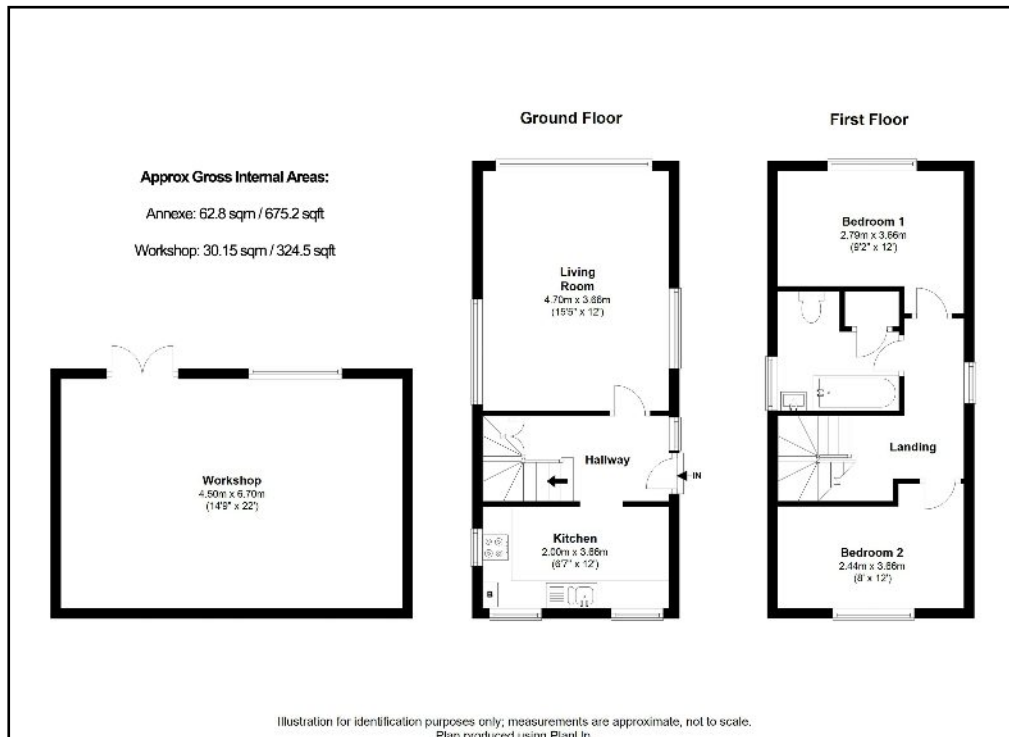 Ground Floor
First Floor
Approx Gross Internal Areas:
Annexe: 62.8 sqm / 675.2 sqft
Workshop: 30.15 sqm / 324.5 sqft
Living
Room
4.70m x 3.66m
(15'5" x 12')
Bedroom 1
2.79m x 3.66m
(9'2" x 12')
Hallway
IN
Landing
Workshop
4.50m x 6.70m
(14'9" x 22')
Kitchen
2.00m x 3.66m
(6'7" x 12')
B
Bedroom 2
2.44m x 3.66m
(8' x 12')
Illustration for identification purposes only; measurements are approximate, not to scale.
Plan produced using PlanUp.